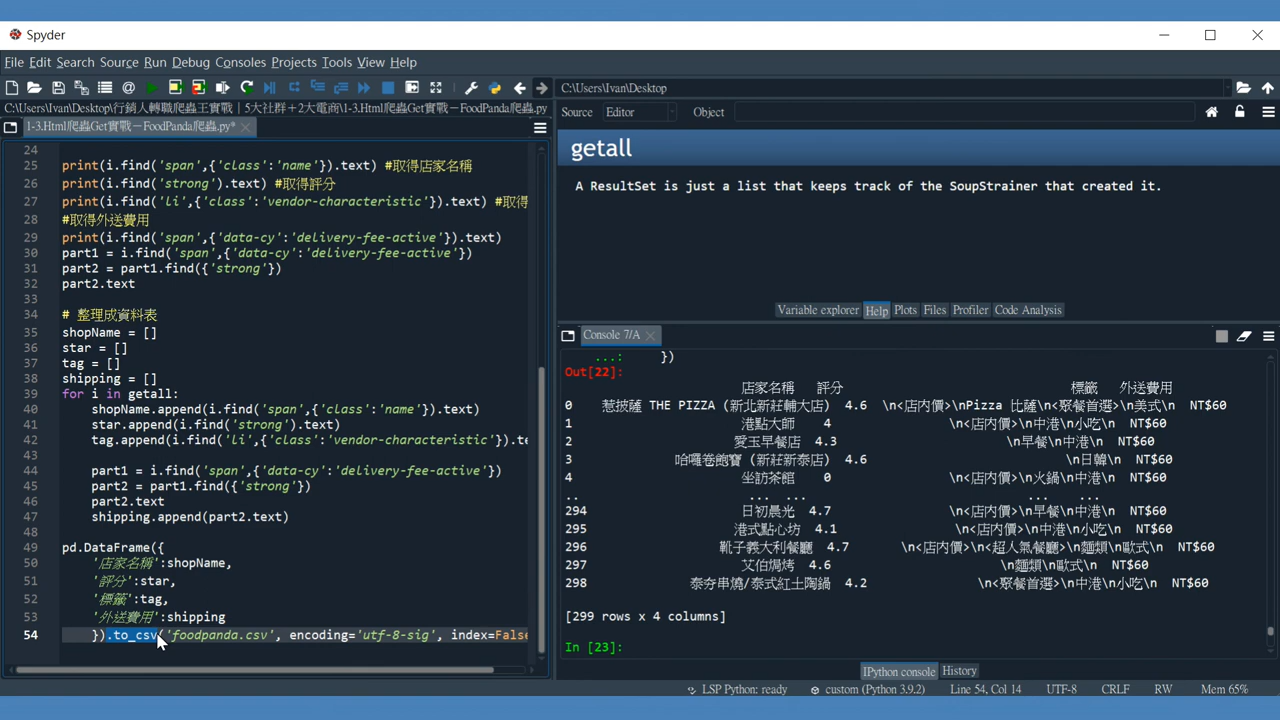 Spyder
File Edit Search Source Run Debug Consoles Projects Tools View Help
C:\Users\Ivan\Desktop\行銷人轉職爬蟲王實戰｜5大社群＋2大電商\1-3.Html爬蟲Get實戰－FoodPanda爬蟲.py
1-3.Html爬蟲Get實戰－FoodPanda爬蟲.py*
24
25 print(i.find('span',{'class':'name'}).text) #取得店家名稱
26 print(i.find('strong').text) #取得評分
27 print(i.find('li',{'class':'vendor-characteristic'}).text) #取得
28 #取得外送費用
29 print(i.find('span',{'data-cy':'delivery-fee-active'}).text)
30 part1 = i.find('span',{'data-cy':'delivery-fee-active'})
31 part2 = part1.find({'strong'})
32 part2.text
33
34 # 整理成資料表
35 shopName = []
36 star = []
37 tag = []
38 shipping = []
39 for i in getall:
40 shopName.append(i.find('span',{'class':'name'}).text)
41 star.append(i.find('strong').text)
42 tag.append(i.find('li',{'class':'vendor-characteristic'}).te
43
44 part1 = i.find('span',{'data-cy':'delivery-fee-active'})
45 part2 = part1.find({'strong'})
46 part2.text
47 shipping.append(part2.text)
48
49 pd.DataFrame({
50 '店家名稱':shopName,
51 '評分':star,
52 '標籤':tag,
53 '外送費用':shipping
54 }).to_csv('foodpanda.csv', encoding='utf-8-sig', index=False
C:\Users\Ivan\Desktop
Source Editor Object
getall
A ResultSet is just a list that keeps track of the SoupStrainer that created it.
Variable explorer Help Plots Files Profiler Code Analysis
Console 7/A
...: })
Out[22]:
店家名稱 評分 標籤 外送費用
0 惹披薩 THE PIZZA (新北新莊輔大店) 4.6 \n<店內價>\nPizza 比薩\n<聚餐首選>\n美式\n NT$60
1 港點大師 4 \n<店內價>\n中港\n小吃\n NT$60
2 愛玉早餐店 4.3 \n早餐\n中港\n NT$60
3 哈囉卷飽寶 (新莊新泰店) 4.6 \n日韓\n NT$60
4 坐訪茶館 0 \n<店內價>\n火鍋\n中港\n NT$60
.. ... ... ... ...
294 日初晨光 4.7 \n<店內價>\n早餐\n中港\n NT$60
295 港式點心坊 4.1 \n<店內價>\n中港\n小吃\n NT$60
296 靴子義大利餐廳 4.7 \n<店內價>\n<超人氣餐廳>\n麵類\n歐式\n NT$60
297 艾伯焗烤 4.6 \n麵類\n歐式\n NT$60
298 泰夯串燒/泰式紅土陶鍋 4.2 \n<聚餐首選>\n中港\n小吃\n NT$60
[299 rows x 4 columns]
In [23]:
IPython console History
LSP Python: ready custom (Python 3.9.2) Line 54, Col 14 UTF-8 CRLF RW Mem 65%